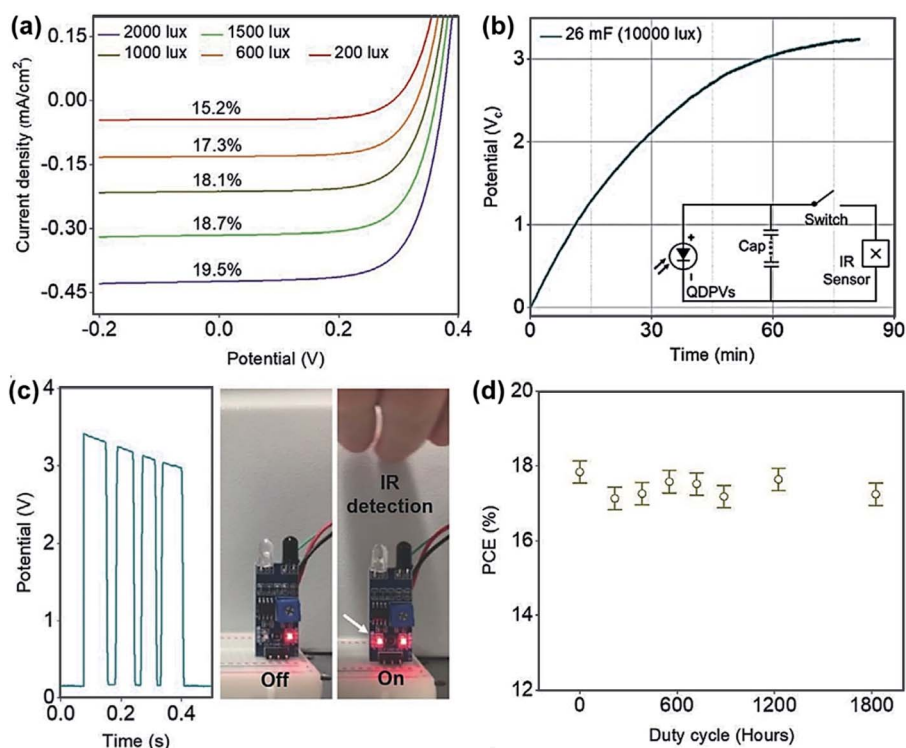 (a)
0.15
0.00
-0.15
-0.30
-0.45
Current density (mA/cm²)
2000 lux 1500 lux
1000 lux 600 lux 200 lux
15.2%
17.3%
18.1%
18.7%
19.5%
-0.2 0.0 0.2 0.4
Potential (V)
(b)
26 mF (10000 lux)
3
2
1
0
Potential (Vc)
Switch
Cap
+
-
QDPVs
IR
Sensor
0 30 60 90
Time (min)
(c)
4
3
2
1
0
Potential (V)
0.0 0.2 0.4
Time (s)
Off
IR
detection
On
(d)
20
18
16
14
12
PCE (%)
0 600 1200 1800
Duty cycle (Hours)